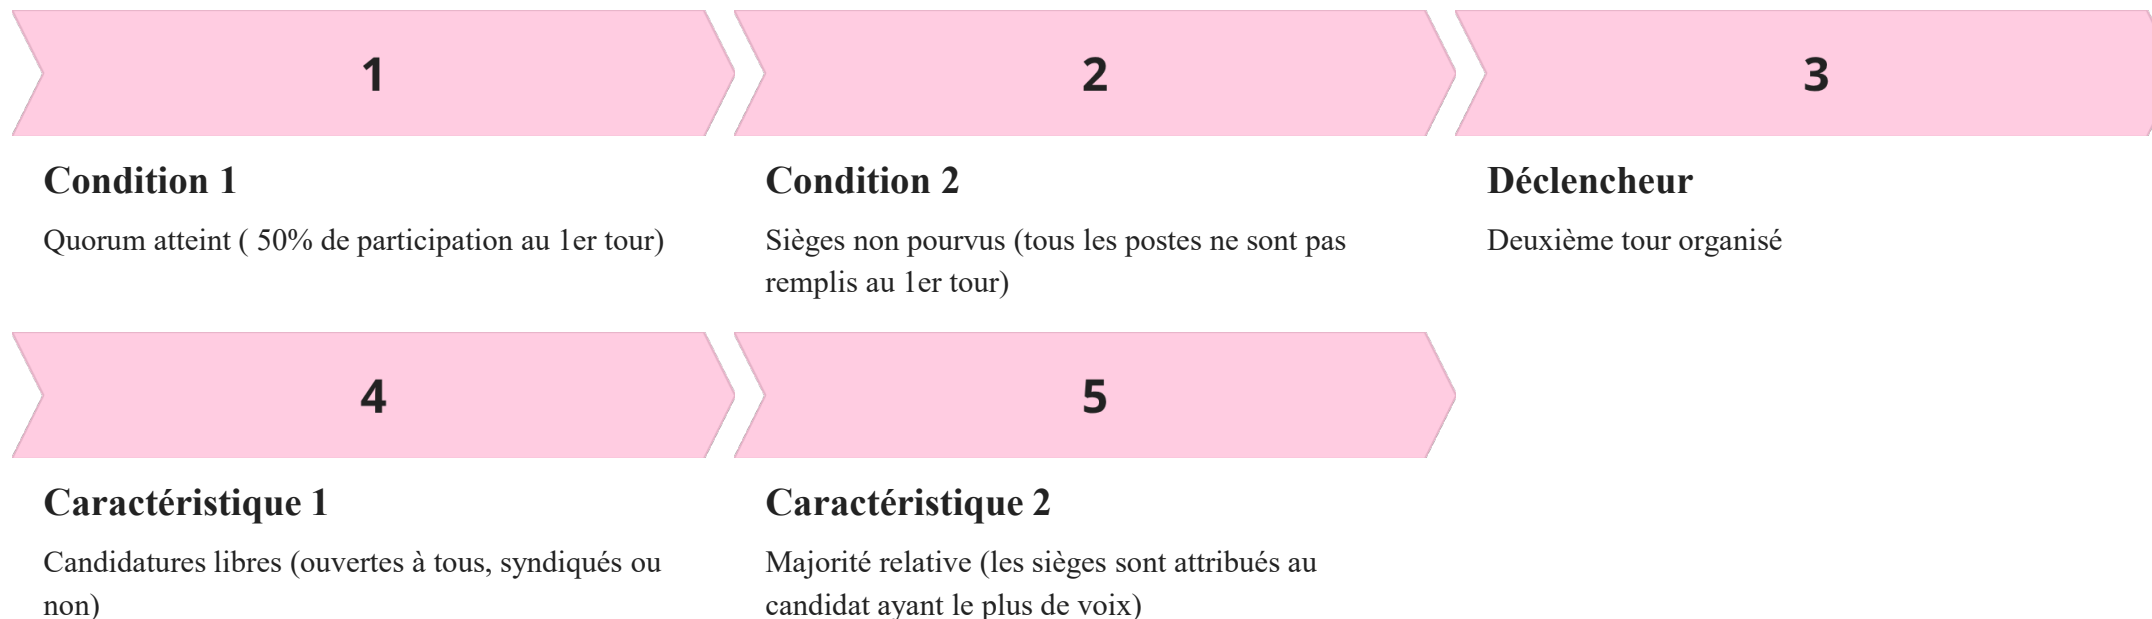 1
2
3
Condition 1
Quorum atteint ( 50% de participation au 1er tour)
Condition 2
Sièges non pourvus (tous les postes ne sont pas
remplis au 1er tour)
Déclencheur
Deuxième tour organisé
4
5
Caractéristique 1
Candidatures libres (ouvertes à tous, syndiqués ou
non)
Caractéristique 2
Majorité relative (les sièges sont attribués au
candidat ayant le plus de voix)